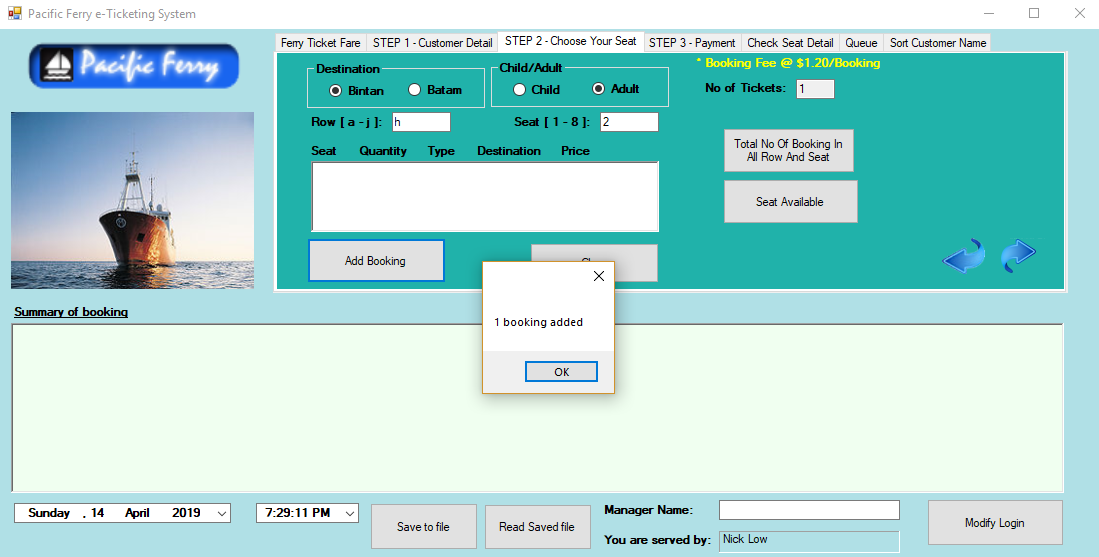 Pacific Ferry e-Ticketing System
Pacific Ferry
Ferry Ticket Fare
STEP 1 - Customer Detail
STEP 2 - Choose Your Seat
STEP 3 - Payment
Check Seat Detail
Queue
Sort Customer Name
Destination
Bintan
Batam
Child/Adult
Child
Adult
* Booking Fee @ $1.20/Booking
No of Tickets:
1
Row [ a - j ]:
h
Seat [ 1 - 8 ]:
2
Seat Quantity Type Destination Price
Total No Of Booking In
All Row And Seat
Seat Available
Add Booking
1 booking added
OK
Summary of booking
Sunday , 14 April 2019
7:29:11 PM
Save to file
Read Saved file
Manager Name:
You are served by:
Nick Low
Modify Login